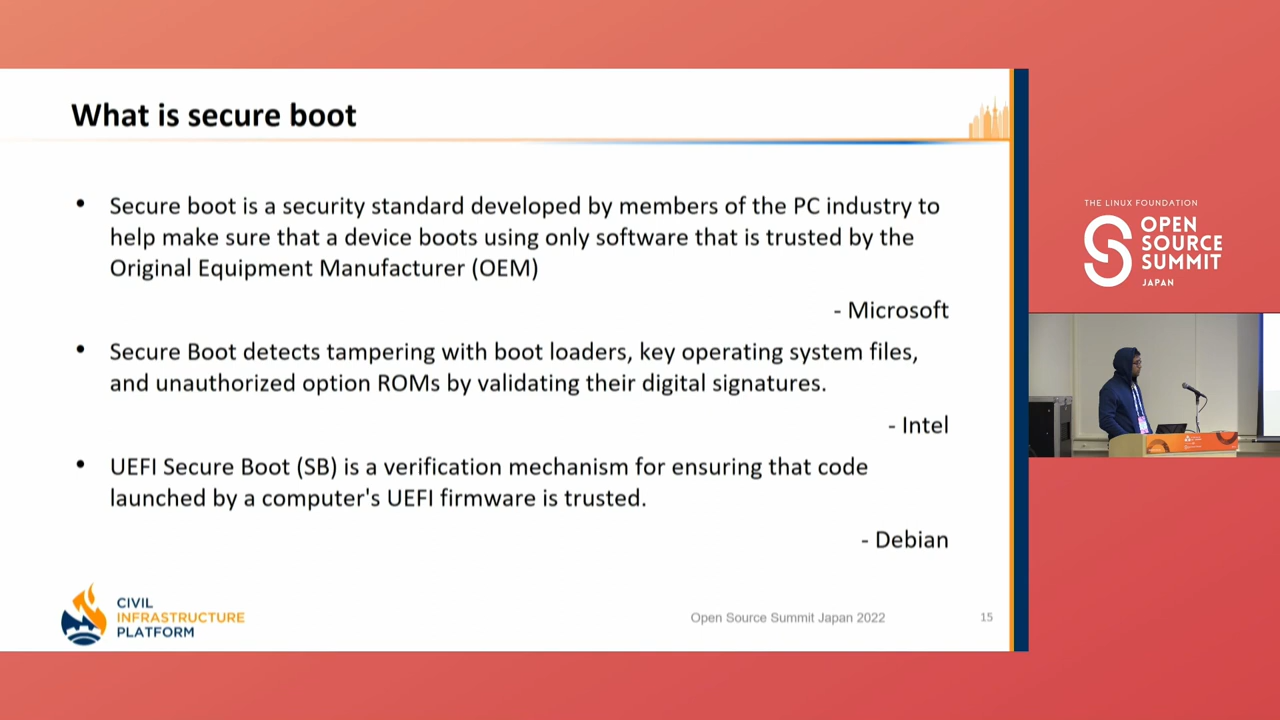 What is secure boot
• Secure boot is a security standard developed by members of the PC industry to
help make sure that a device boots using only software that is trusted by the
Original Equipment Manufacturer (OEM)
- Microsoft
• Secure Boot detects tampering with boot loaders, key operating system files,
and unauthorized option ROMs by validating their digital signatures.
- Intel
• UEFI Secure Boot (SB) is a verification mechanism for ensuring that code
launched by a computer's UEFI firmware is trusted.
- Debian
CIVIL
INFRASTRUCTURE
PLATFORM
Open Source Summit Japan 2022
15
THE LINUX FOUNDATION
OPEN
SOURCE
SUMMIT
JAPAN